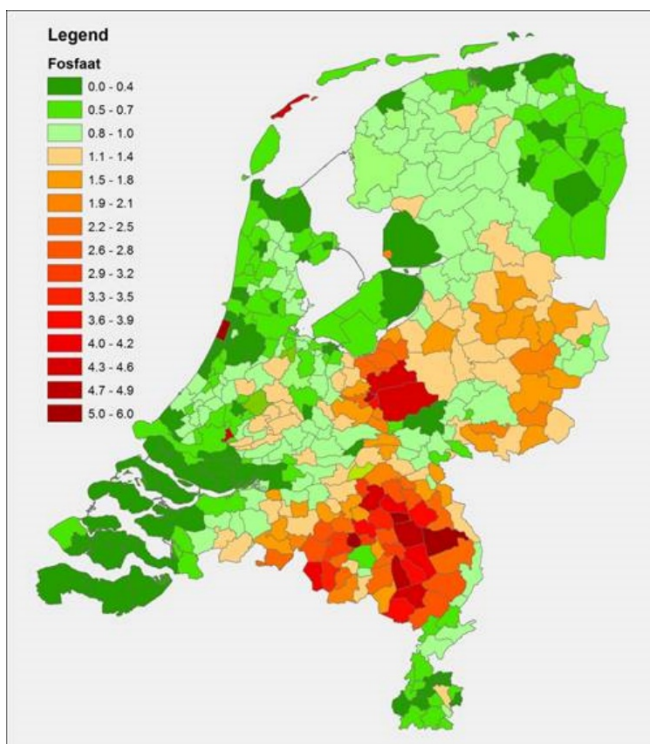 Legend
Fosfaat
0.0 - 0.4
0.5 - 0.7
0.8 - 1.0
1.1 - 1.4
1.5 - 1.8
1.9 - 2.1
2.2 - 2.5
2.6 - 2.8
2.9 - 3.2
3.3 - 3.5
3.6 - 3.9
4.0 - 4.2
4.3 - 4.6
4.7 - 4.9
5.0 - 6.0